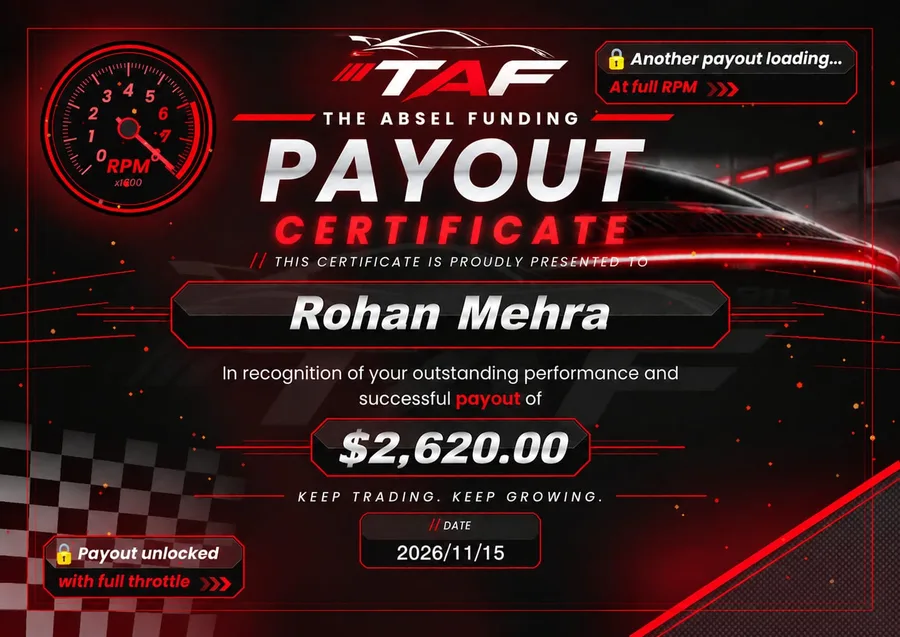 TAF
THE ABSEL FUNDING
PAYOUT
CERTIFICATE
// THIS CERTIFICATE IS PROUDLY PRESENTED TO
Rohan Mehra
In recognition of your outstanding performance and
successful payout of
$2,620.00
KEEP TRADING. KEEP GROWING.
// DATE
2026/11/15
🔒 Another payout loading...
At full RPM
0 1 2 3 4 5 6 7 8
RPM
🔒 Payout unlocked
with full throttle